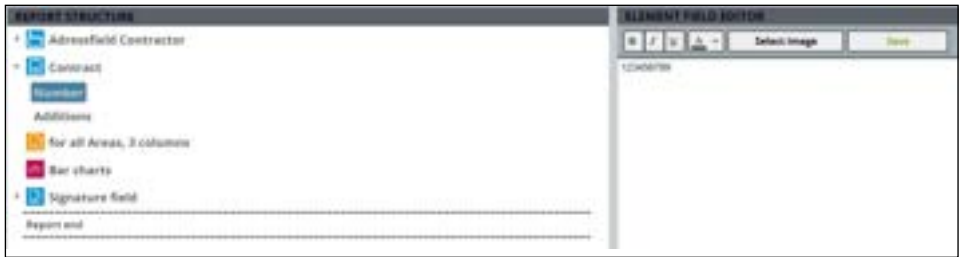 REPORT STRUCTURE
Adressfield Contractor
Contract
Number
Additions
for all Areas, 3 columns
Bar charts
Signature field
Report end
ELEMENT FIELD EDITOR
B I U A Select image Save
123456789